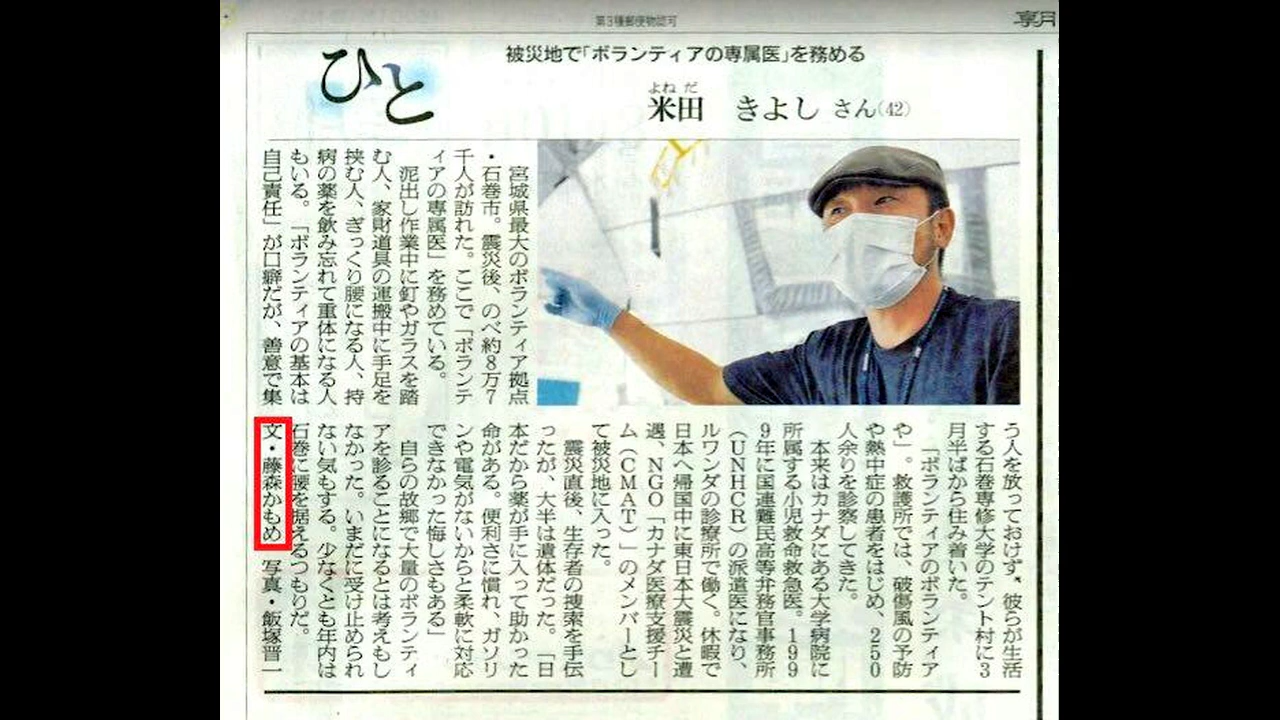 第3種郵便物認可
ひと
被災地で「ボランティアの専属医」を務める
よねだ
米田 きよしさん(42)
宮城県最大のボランティア拠点
・石巻市。震災後、のべ約8万7
千人が訪れた。ここで「ボランテ
ィアの専属医」を務めている。
泥出し作業中に釘やガラスを踏
む人、家財道具の運搬中に手足を
挟む人、ぎっくり腰になる人、持
病の薬を飲み忘れて重体になる人
もいる。「ボランティアの基本は
自己責任」が口癖だが、善意で集
う人を放っておけず、彼らが生活
する石巻専修大学のテント村に3
月半ばから住み着いた。
「ボランティアのボランティア
や」。救護所では、破傷風の予防
や熱中症の患者をはじめ、250
人余りを診察してきた。
本来はカナダにある大学病院に
所属する小児救命救急医。199
9年に国連難民高等弁務官事務所
(UNHCR)の派遣医になり、
ルワンダの診療所で働く。休暇で
日本へ帰国中に東日本大震災と遭
遇、NGO「カナダ医療支援チー
ム(CMAT)」のメンバーとし
て被災地に入った。
震災直後、生存者の捜索を手伝
ったが、大半は遺体だった。「日
本だから薬が手に入って助かった
命がある。便利さに慣れ、ガソリ
ンや電気がないからと柔軟に対応
できなかった悔しさもある」
自らの故郷で大量のボランティ
アを診ることになるとは考えもし
なかった。いまだに受け止められ
ない気もする。少なくとも年内は
石巻に腰を据えるつもりだ。
文・藤森かもめ 写真・飯塚晋一